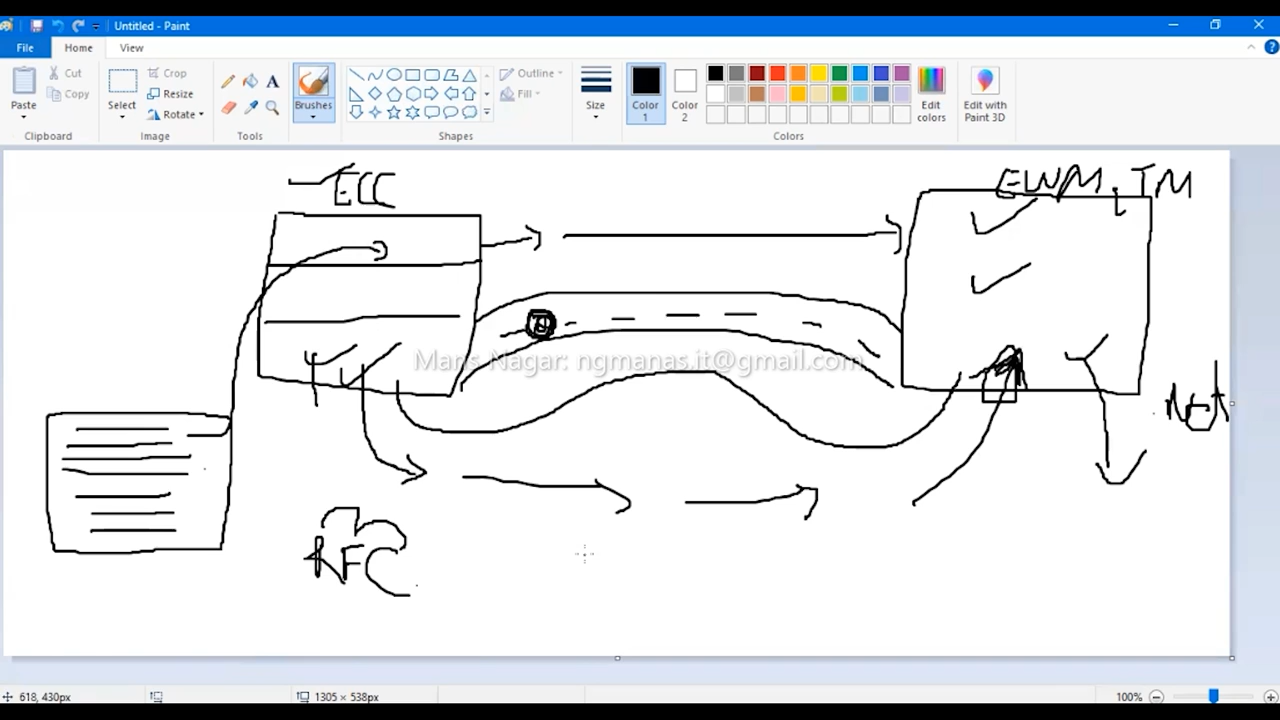 Untitled - Paint
File Home View
Paste
Cut
Copy
Clipboard
Select
Crop
Resize
Rotate
Image
Tools
Brushes
Shapes
Outline
Fill
Size
Color 1
Color 2
Colors
Edit colors
Edit with Paint 3D
ECC
EWM, TM
Manas Nagar: ngmanas.it@gmail.com
Not
RFC
618, 430px
1305 × 538px
100%